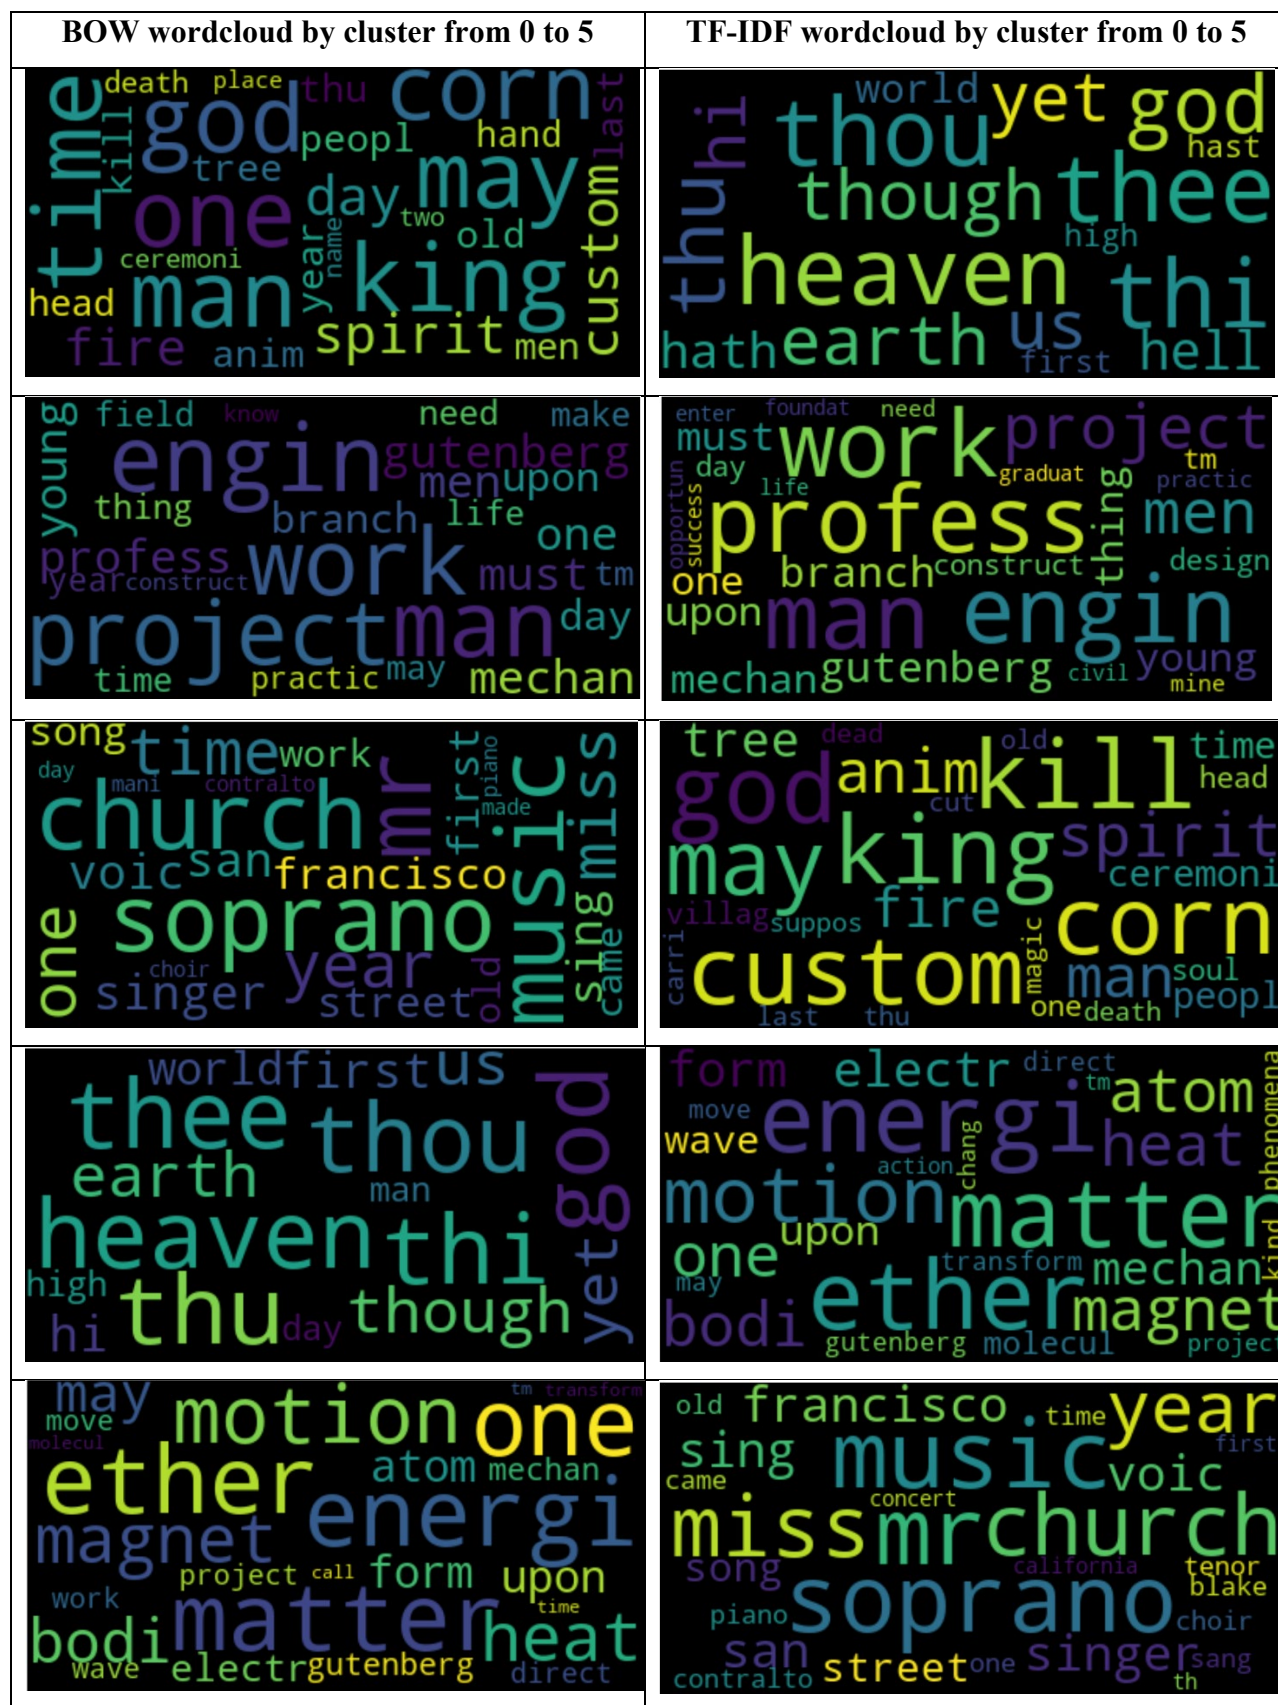 BOW wordcloud by cluster from 0 to 5
TF-IDF wordcloud by cluster from 0 to 5
time death place thu corn last
kill god peopl hand
tree one day may custom
ceremoni year name two old
head man king
fire anim spirit men
thu hi world thou yet god hast
though thee
heaven high thi
hath earth us first hell
young field know need make
engin gutenberg
men upon
thing branch life one
profess work must tm
year construct
project man day
time practic may mechan
enter foundat need project
must work tm
day life graduat practic
opportun success profess thing men
one branch construct design
upon man engin
mechan gutenberg civil young
mine
song time work mr first piano music miss
day mani contralto made
church
voic san francisco
one soprano sing came
choir year old
singer street
tree dead old time
god anim kill head
cut
may king spirit
ceremoni
villag suppos fire corn
carri custom magic man soul
one death peopl
last thu
world first us god
thee thou
earth man
heaven thi yet
high thu though
hi day
form electr direct
move tm atom phenomena
wave energi chang heat
action
motion matter kind
one upon
may transform mechan
ether magnet
bodi gutenberg molecul project
may tm transform
move motion one
molecul
ether atom mechan
magnet energi
project call form upon
work time
bodi matter heat
wave electr gutenberg direct
old francisco time year
sing music first
came voic
concert
miss mr church
song california tenor
blake
piano soprano choir
san singer sang
contralto street one th